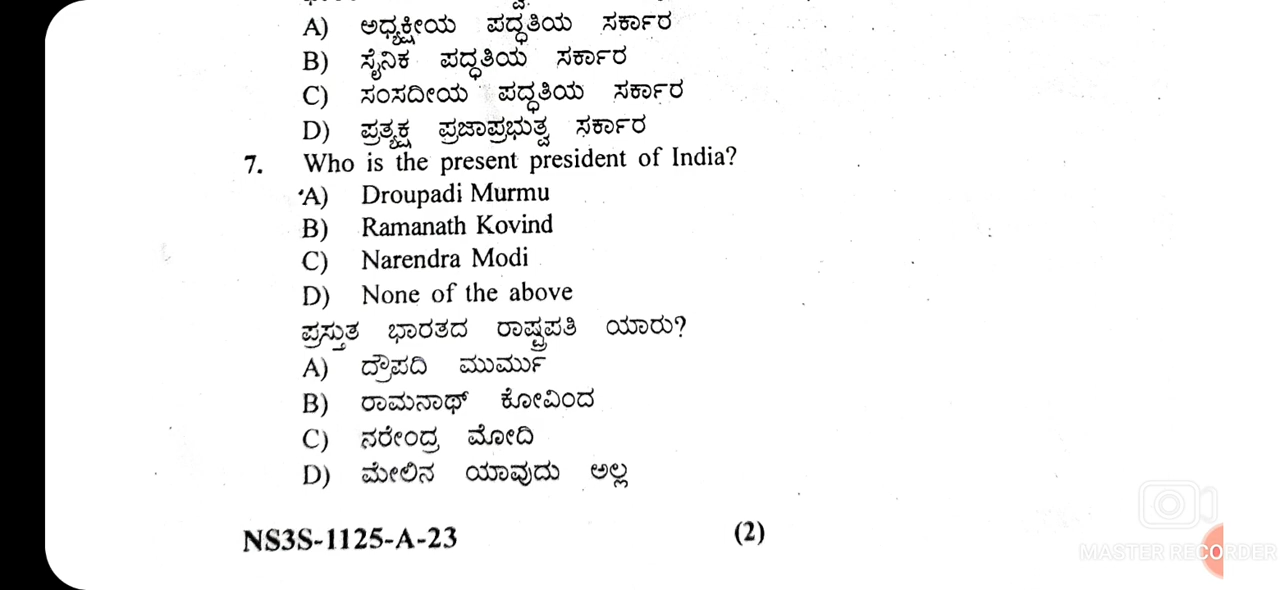 A) ಅಧ್ಯಕ್ಷೀಯ ಪದ್ಧತಿಯ ಸರ್ಕಾರ
B) ಸೈನಿಕ ಪದ್ಧತಿಯ ಸರ್ಕಾರ
C) ಸಂಸದೀಯ ಪದ್ಧತಿಯ ಸರ್ಕಾರ
D) ಪ್ರತ್ಯಕ್ಷ ಪ್ರಜಾಪ್ರಭುತ್ವ ಸರ್ಕಾರ
7. Who is the present president of India?
A) Droupadi Murmu
B) Ramanath Kovind
C) Narendra Modi
D) None of the above
ಪ್ರಸ್ತುತ ಭಾರತದ ರಾಷ್ಟ್ರಪತಿ ಯಾರು?
A) ದ್ರೌಪದಿ ಮುರ್ಮು
B) ರಾಮನಾಥ್ ಕೋವಿಂದ
C) ನರೇಂದ್ರ ಮೋದಿ
D) ಮೇಲಿನ ಯಾವುದು ಅಲ್ಲ
NS3S-1125-A-23 (2)
MASTER RECORDER